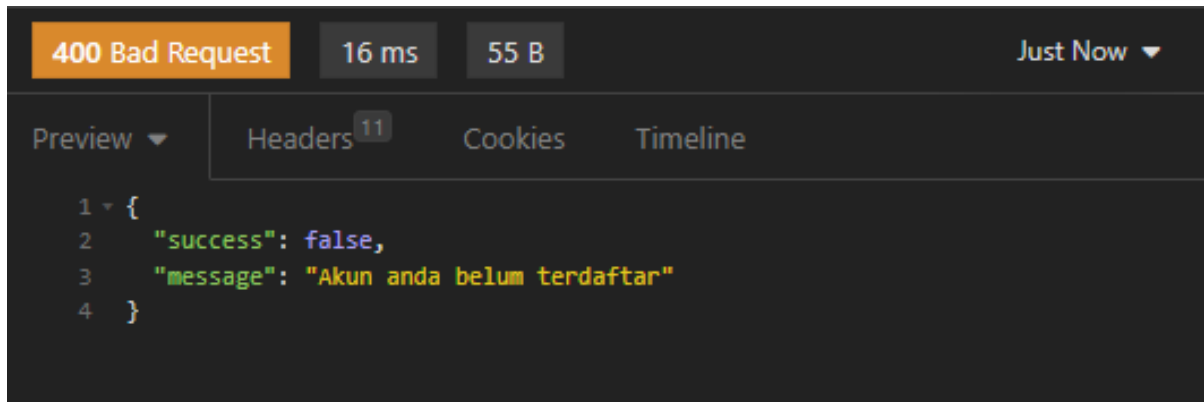 400 Bad Request 16 ms 55 B Just Now
Preview Headers 11 Cookies Timeline
1 {
2 "success": false,
3 "message": "Akun anda belum terdaftar"
4 }